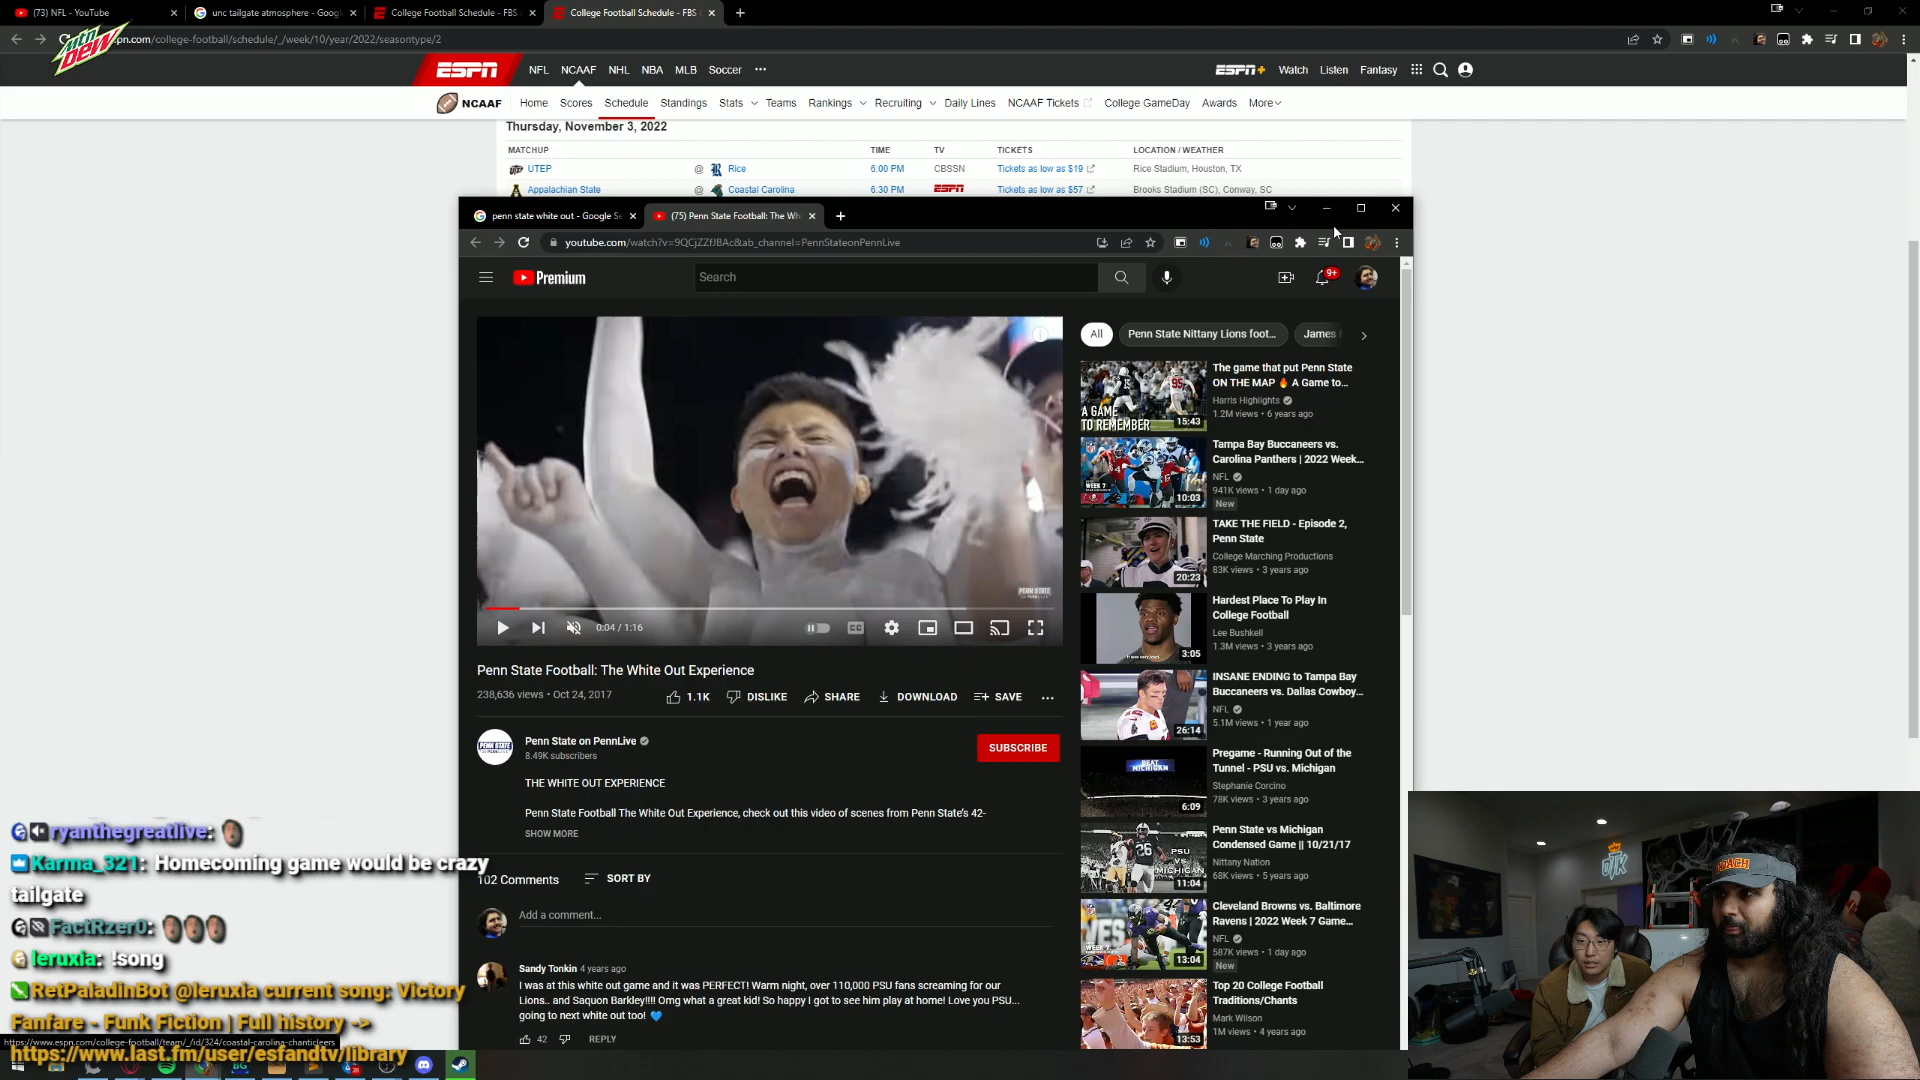 (73) NFL - YouTube
unc tailgate atmosphere - Googl
College Football Schedule - FBS
College Football Schedule - FBS
mtn DEW
pn.com/college-football/schedule/_/week/10/year/2022/seasontype/2
ESPN
NFL NCAAF NHL NBA MLB Soccer
ESPN+ Watch Listen Fantasy
NCAAF Home Scores Schedule Standings Stats Teams Rankings Recruiting Daily Lines NCAAF Tickets College GameDay Awards More
Thursday, November 3, 2022
MATCHUP TIME TV TICKETS LOCATION / WEATHER
UTEP @ Rice 6:00 PM CBSSN Tickets as low as $19 Rice Stadium, Houston, TX
Appalachian State @ Coastal Carolina 6:30 PM ESPN Tickets as low as $57 Brooks Stadium (SC), Conway, SC
penn state white out - Google Se
(75) Penn State Football: The Wh
youtube.com/watch?v=9QCjZZfJBAc&ab_channel=PennStateonPennLive
Premium
Search
9+
PENN STATE
0:04 / 1:16
CC
Penn State Football: The White Out Experience
238,636 views • Oct 24, 2017
1.1K DISLIKE SHARE DOWNLOAD SAVE
Penn State on PennLive
8.49K subscribers
SUBSCRIBE
THE WHITE OUT EXPERIENCE
Penn State Football The White Out Experience, check out this video of scenes from Penn State's 42-
SHOW MORE
102 Comments SORT BY
Add a comment...
Sandy Tonkin 4 years ago
I was at this white out game and it was PERFECT! Warm night, over 110,000 PSU fans screaming for our
Lions.. and Saquon Barkley!!!! Omg what a great kid! So happy I got to see him play at home! Love you PSU...
going to next white out too! 💙
42 REPLY
All Penn State Nittany Lions foot... James
The game that put Penn State
ON THE MAP 🔥 A Game to...
Harris Highlights
1.2M views • 6 years ago
A GAME
TO REMEMBER
15:43
Tampa Bay Buccaneers vs.
Carolina Panthers | 2022 Week...
NFL
941K views • 1 day ago
New
WEEK 7
10:03
TAKE THE FIELD - Episode 2,
Penn State
College Marching Productions
83K views • 3 years ago
20:23
Hardest Place To Play In
College Football
Lee Bushkell
1.3M views • 3 years ago
3:05
INSANE ENDING to Tampa Bay
Buccaneers vs. Dallas Cowboy...
NFL
5.1M views • 1 year ago
26:14
Pregame - Running Out of the
Tunnel - PSU vs. Michigan
Stephanie Corcino
78K views • 3 years ago
BEAT
MICHIGAN
6:09
Penn State vs Michigan
Condensed Game || 10/21/17
Nittany Nation
68K views • 5 years ago
PSU
VS
MICHIGAN
11:04
Cleveland Browns vs. Baltimore
Ravens | 2022 Week 7 Game...
NFL
587K views • 1 day ago
New
13:04
Top 20 College Football
Traditions/Chants
Mark Wilson
1M views • 4 years ago
13:53
ryanthegreatlive:
Karma_321: Homecoming game would be crazy
tailgate
FactRzer0:
leruxia: !song
RetPaladinBot @leruxia current song: Victory
Fanfare - Funk Fiction | Full history ->
https://www.last.fm/user/esfandtv/library
https://www.espn.com/college-football/team/_/id/324/coastal-carolina-chanticleers
COACH
OTK